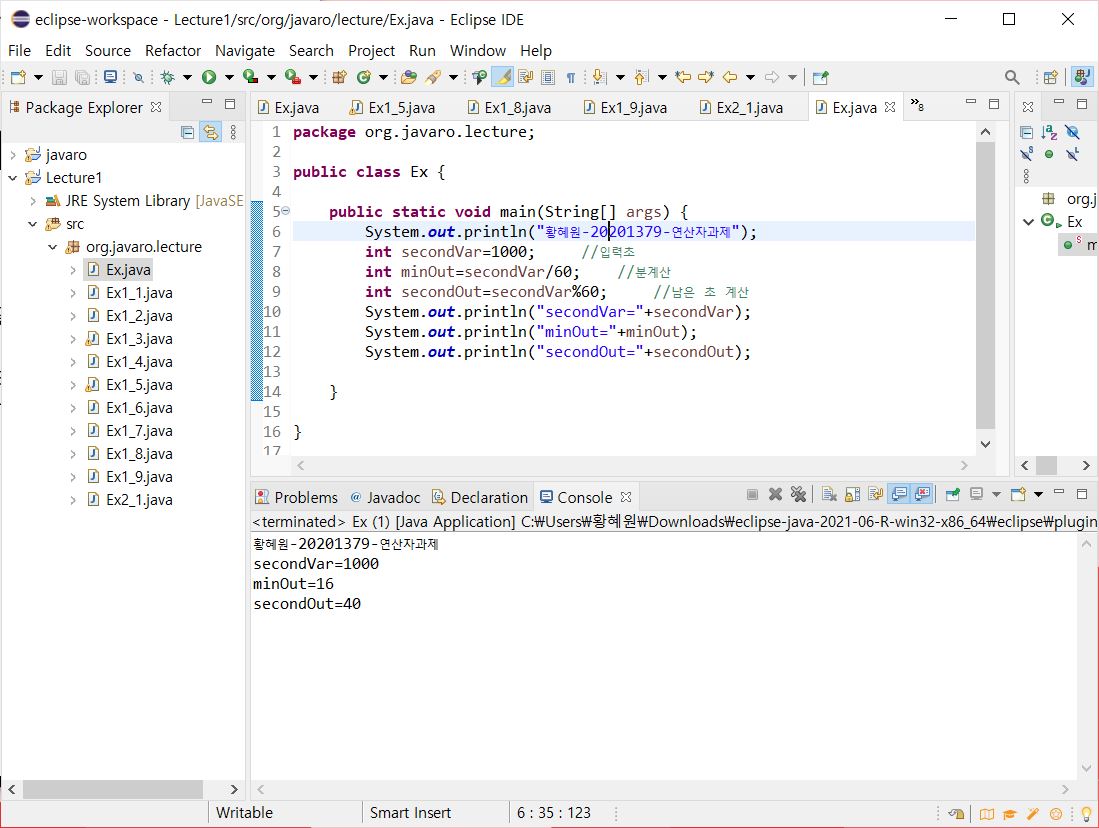 eclipse-workspace - Lecture1/src/org/javaro/lecture/Ex.java - Eclipse IDE
File Edit Source Refactor Navigate Search Project Run Window Help
Package Explorer
javaro
Lecture1
JRE System Library [JavaSE
src
org.javaro.lecture
Ex.java
Ex1_1.java
Ex1_2.java
Ex1_3.java
Ex1_4.java
Ex1_5.java
Ex1_6.java
Ex1_7.java
Ex1_8.java
Ex1_9.java
Ex2_1.java
Ex.java Ex1_5.java Ex1_8.java Ex1_9.java Ex2_1.java Ex.java »8
1 package org.javaro.lecture;
2
3 public class Ex {
4
5 public static void main(String[] args) {
6 System.out.println("황혜원-20201379-연산자과제");
7 int secondVar=1000; //입력초
8 int minOut=secondVar/60; //분계산
9 int secondOut=secondVar%60; //남은 초 계산
10 System.out.println("secondVar="+secondVar);
11 System.out.println("minOut="+minOut);
12 System.out.println("secondOut="+secondOut);
13
14 }
15
16 }
17
org.j
Ex
m
Problems @ Javadoc Declaration Console
<terminated> Ex (1) [Java Application] C:₩Users₩황혜원₩Downloads₩eclipse-java-2021-06-R-win32-x86_64₩eclipse₩plugin
황혜원-20201379-연산자과제
secondVar=1000
minOut=16
secondOut=40
Writable Smart Insert 6 : 35 : 123